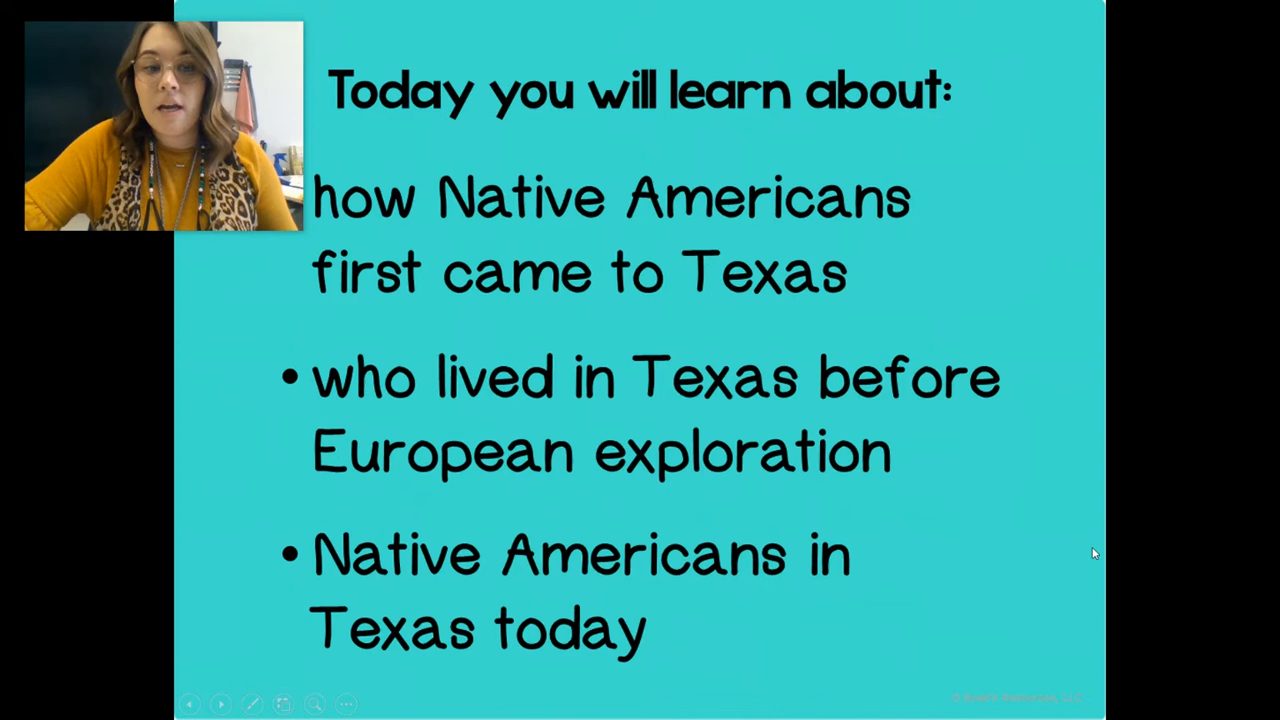 Today you will learn about:
how Native Americans
first came to Texas
• who lived in Texas before
European exploration
• Native Americans in
Texas today